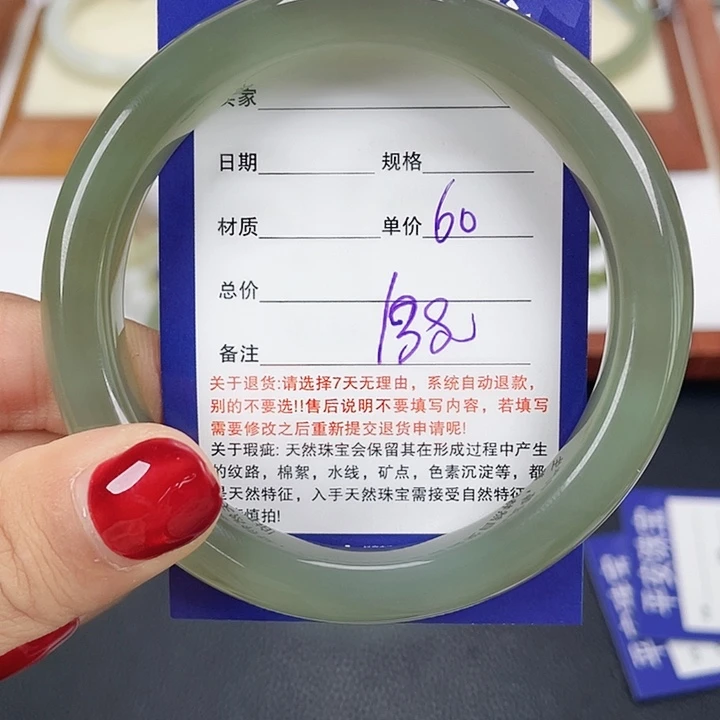 家
日期 规格
材质 单价 60
总价
138
备注
关于退货:请选择7天无理由，系统自动退款，
别的不要选!!售后说明不要填写内容，若填写
需要修改之后重新提交退货申请呢!
关于瑕疵: 天然珠宝会保留其在形成过程中产生
的纹路，棉絮，水线，矿点，色素沉淀等，都
是天然特征，入手天然珠宝需接受自然特征
慎拍!